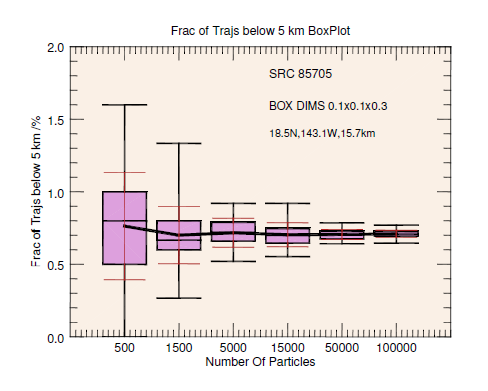 Frac of Trajs below 5 km BoxPlot
2.0
SRC 85705
BOX DIMS 0.1x0.1x0.3
18.5N,143.1W,15.7km
1.5
1.0
0.5
0.0
Frac of Trajs below 5 km /%
500 1500 5000 15000 50000 100000
Number Of Particles